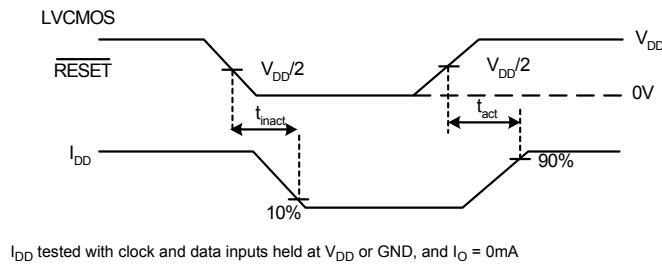 LVCMOS
V_DD
RESET
V_DD/2
V_DD/2
0V
t_inact
t_act
I_DD
90%
10%
I_DD tested with clock and data inputs held at V_DD or GND, and I_O = 0mA